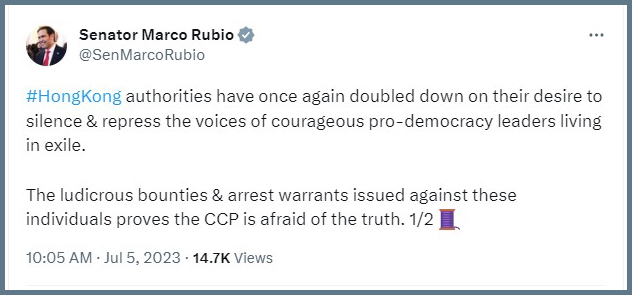 Senator Marco Rubio
@SenMarcoRubio
#HongKong authorities have once again doubled down on their desire to
silence & repress the voices of courageous pro-democracy leaders living
in exile.
The ludicrous bounties & arrest warrants issued against these
individuals proves the CCP is afraid of the truth. 1/2 🧵
10:05 AM · Jul 5, 2023 · 14.7K Views